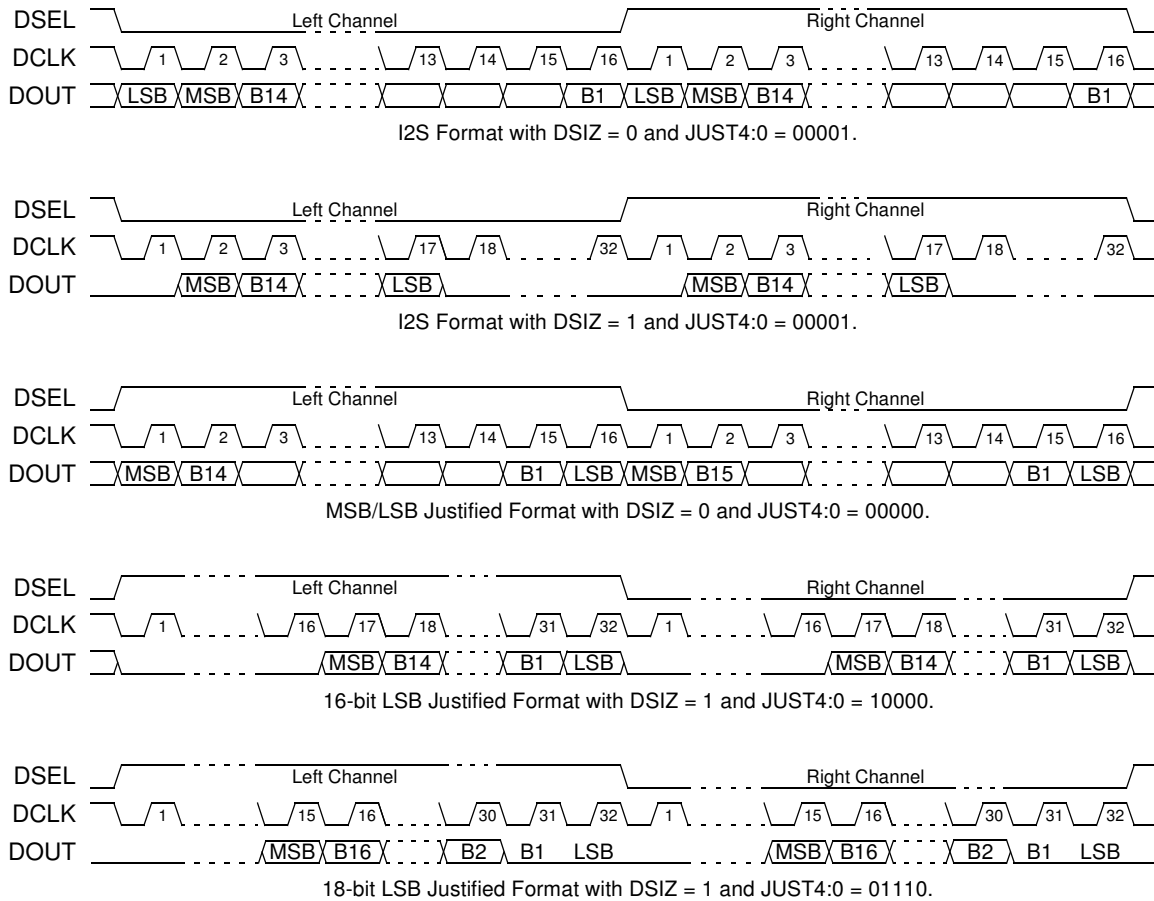 DSEL Left Channel Right Channel
DCLK 1 2 3 13 14 15 16 1 2 3 13 14 15 16
DOUT LSB MSB B14 B1 LSB MSB B14 B1
I2S Format with DSIZ = 0 and JUST4:0 = 00001.
DSEL Left Channel Right Channel
DCLK 1 2 3 17 18 32 1 2 3 17 18 32
DOUT MSB B14 LSB MSB B14 LSB
I2S Format with DSIZ = 1 and JUST4:0 = 00001.
DSEL Left Channel Right Channel
DCLK 1 2 3 13 14 15 16 1 2 3 13 14 15 16
DOUT MSB B14 B1 LSB MSB B15 B1 LSB
MSB/LSB Justified Format with DSIZ = 0 and JUST4:0 = 00000.
DSEL Left Channel Right Channel
DCLK 1 16 17 18 31 32 1 16 17 18 31 32
DOUT MSB B14 B1 LSB MSB B14 B1 LSB
16-bit LSB Justified Format with DSIZ = 1 and JUST4:0 = 10000.
DSEL Left Channel Right Channel
DCLK 1 15 16 30 31 32 1 15 16 30 31 32
DOUT MSB B16 B2 B1 LSB MSB B16 B2 B1 LSB
18-bit LSB Justified Format with DSIZ = 1 and JUST4:0 = 01110.